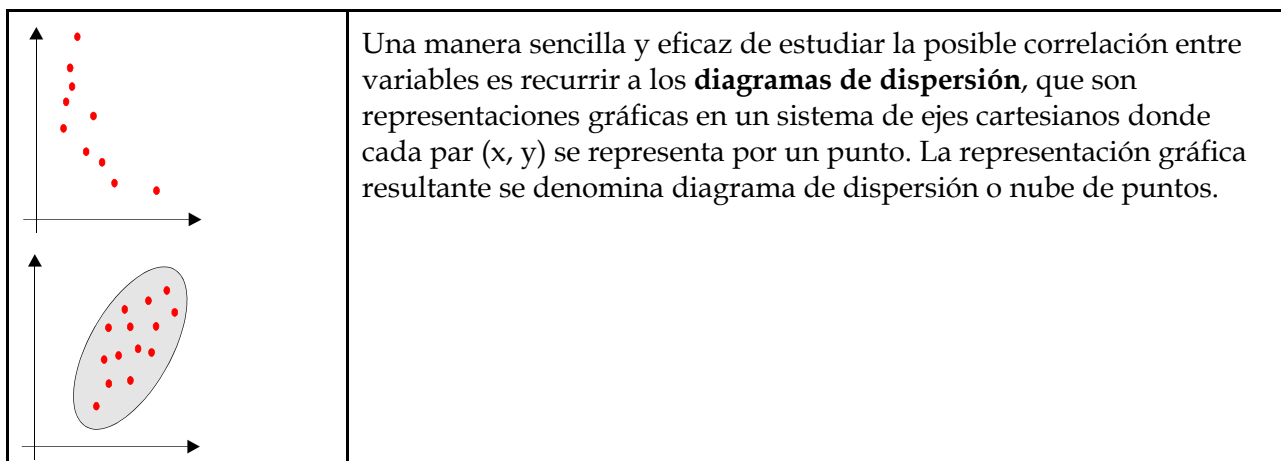 Una manera sencilla y eficaz de estudiar la posible correlación entre
variables es recurrir a los diagramas de dispersión, que son
representaciones gráficas en un sistema de ejes cartesianos donde
cada par (x, y) se representa por un punto. La representación gráfica
resultante se denomina diagrama de dispersión o nube de puntos.